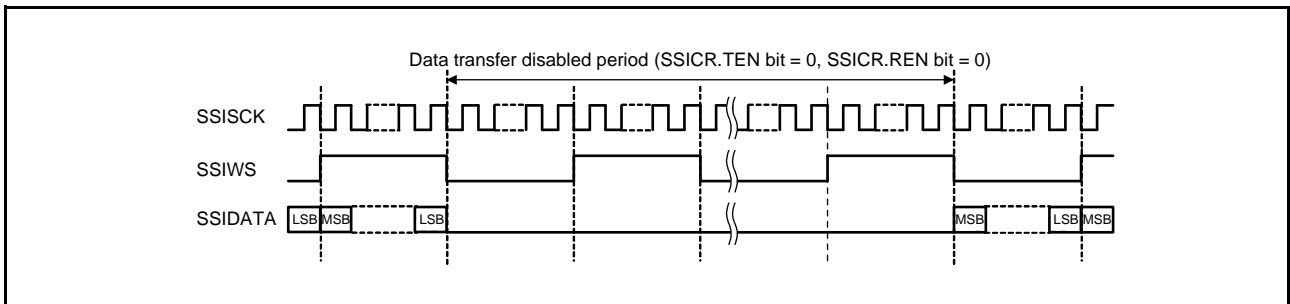 Data transfer disabled period (SSICR.TEN bit = 0, SSICR.REN bit = 0)
SSISCK
SSIWS
SSIDATA LSB MSB LSB MSB LSB MSB